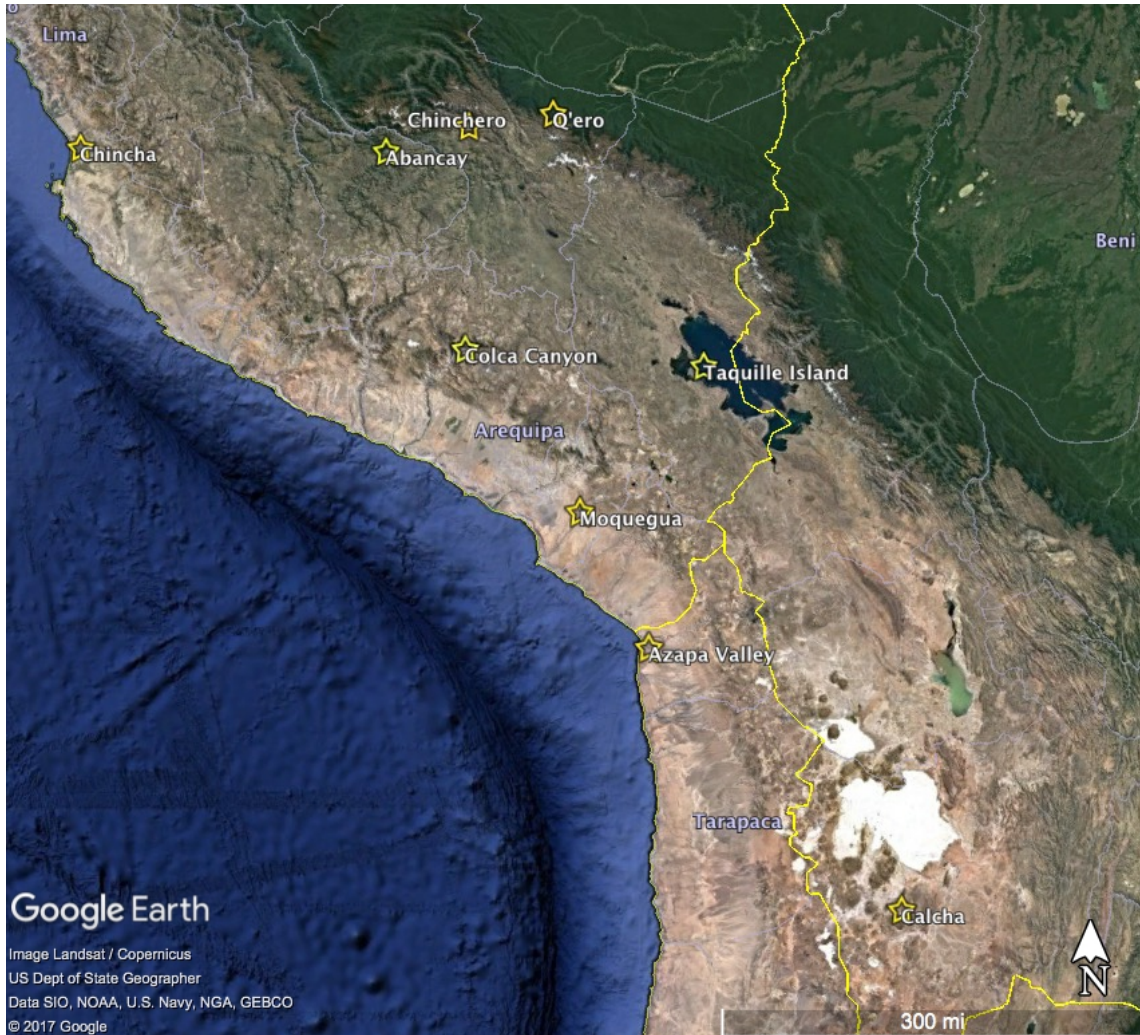 Lima
Chinchero
Q'ero
Chincha
Abancay
Beni
Colca Canyon
Taquille Island
Arequipa
Moquegua
Azapa Valley
Tarapaca
Calcha
Google Earth
N
Image Landsat / Copernicus
US Dept of State Geographer
Data SIO, NOAA, U.S. Navy, NGA, GEBCO
© 2017 Google
300 mi